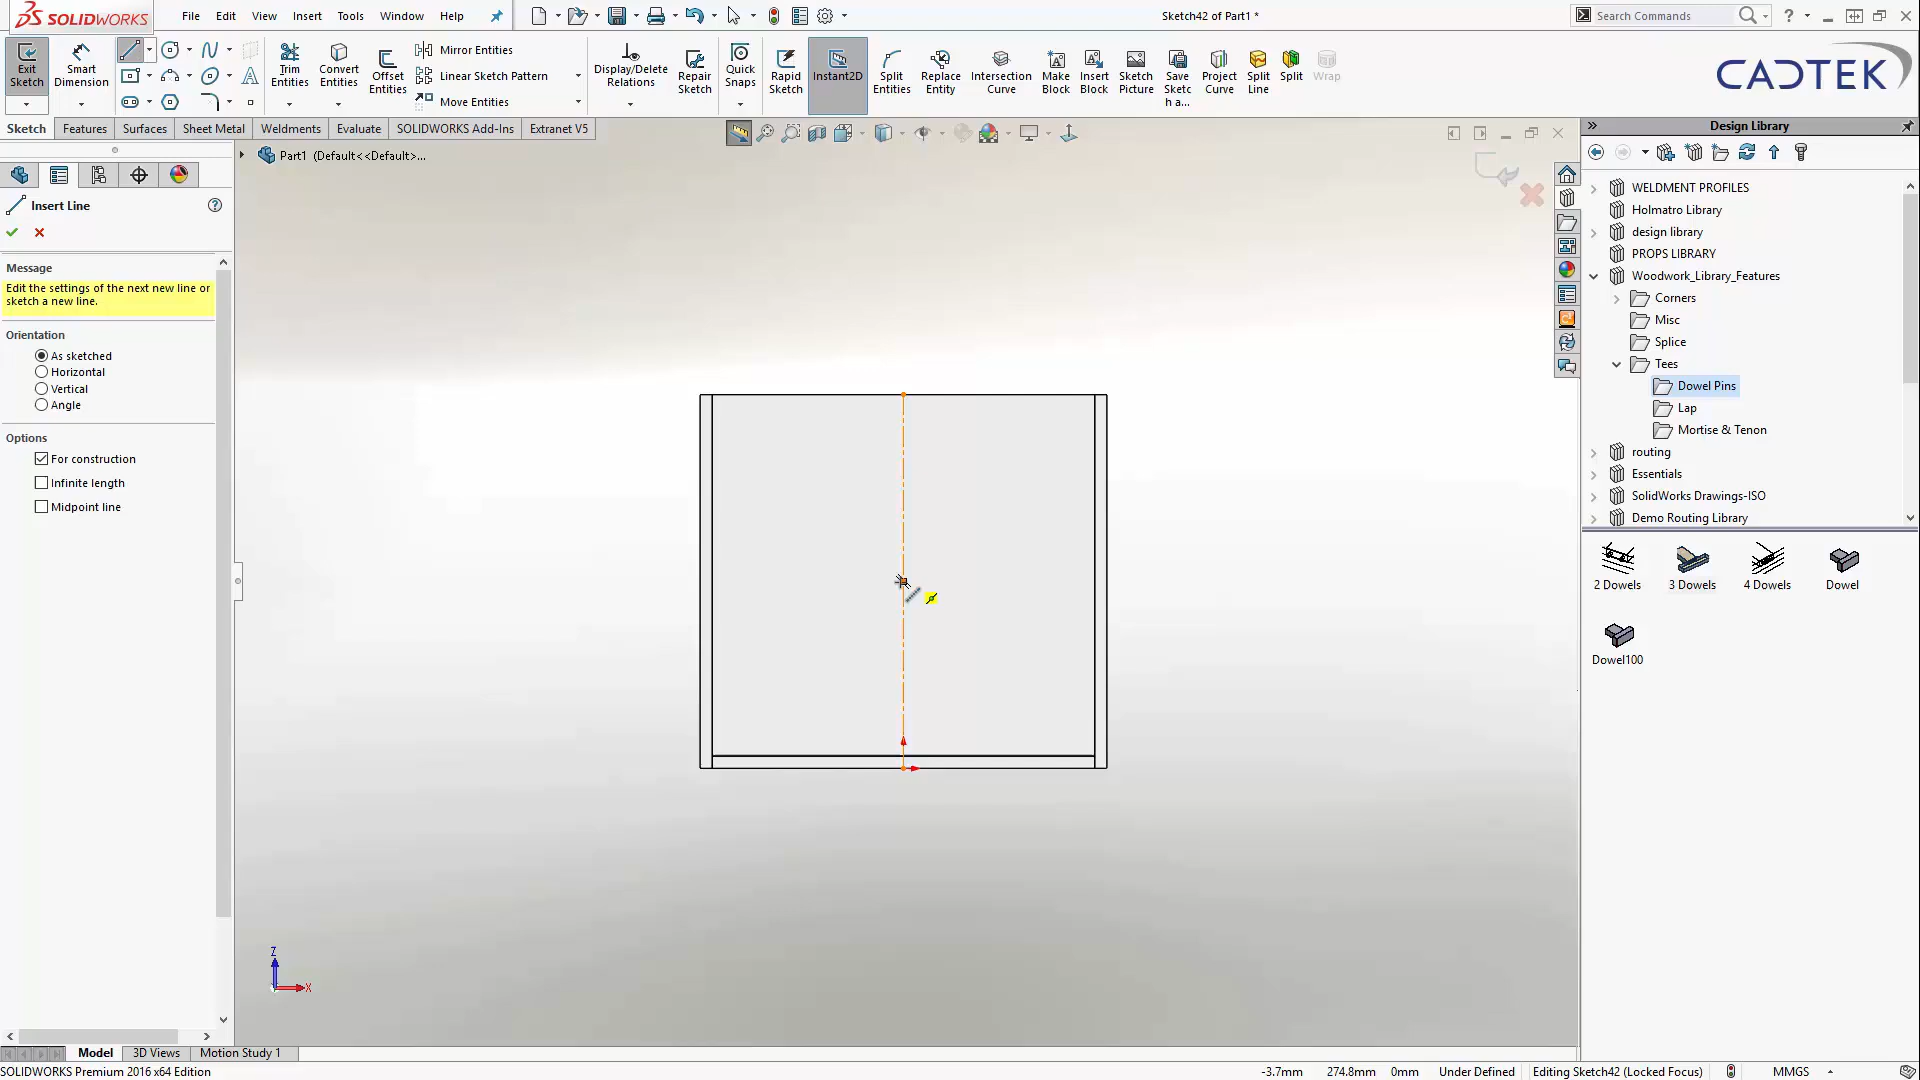 SOLIDWORKS
File Edit View Insert Tools Window Help
Sketch42 of Part1 *
Search Commands
Exit Sketch
Smart Dimension
Trim Entities
Convert Entities
Offset Entities
Mirror Entities
Linear Sketch Pattern
Move Entities
Display/Delete Relations
Repair Sketch
Quick Snaps
Rapid Sketch
Instant2D
Split Entities
Replace Entity
Intersection Curve
Make Block
Insert Block
Sketch Picture
Save Sketc h a...
Project Curve
Split Line
Split
Wrap
CADTEK
Sketch Features Surfaces Sheet Metal Weldments Evaluate SOLIDWORKS Add-Ins Extranet V5
Part1 (Default<<Default>...
Insert Line
Message
Edit the settings of the next new line or
sketch a new line.
Orientation
As sketched
Horizontal
Vertical
Angle
Options
For construction
Infinite length
Midpoint line
Z
X
Design Library
WELDMENT PROFILES
Holmatro Library
design library
PROPS LIBRARY
Woodwork_Library_Features
Corners
Misc
Splice
Tees
Dowel Pins
Lap
Mortise & Tenon
routing
Essentials
SolidWorks Drawings-ISO
Demo Routing Library
2 Dowels 3 Dowels 4 Dowels Dowel
Dowel100
Model 3D Views Motion Study 1
SOLIDWORKS Premium 2016 x64 Edition
-3.7mm 274.8mm 0mm Under Defined Editing Sketch42 (Locked Focus) MMGS